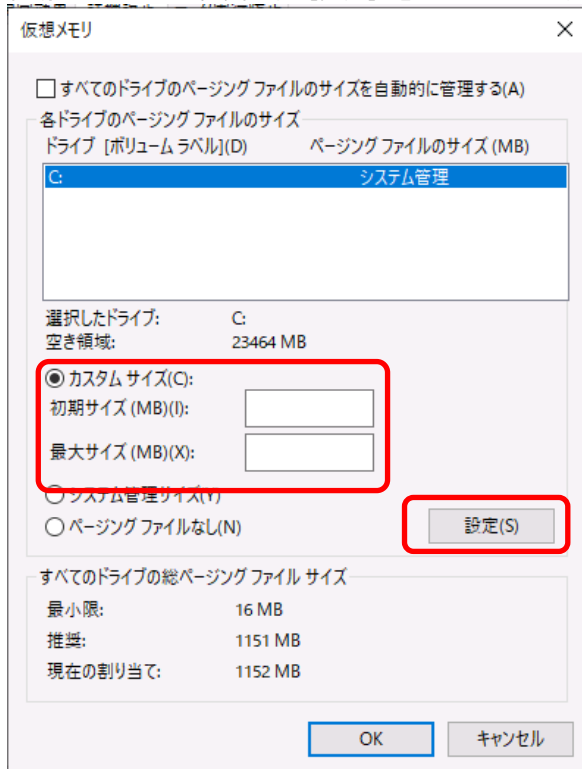 仮想メモリ
すべてのドライブのページング ファイルのサイズを自動的に管理する(A)
各ドライブのページング ファイルのサイズ
ドライブ [ボリューム ラベル](D) ページング ファイルのサイズ (MB)
C: システム管理
選択したドライブ: C:
空き領域: 23464 MB
カスタム サイズ(C):
初期サイズ (MB)(I):
最大サイズ (MB)(X):
システム管理サイズ(Y)
ページング ファイルなし(N) 設定(S)
すべてのドライブの総ページング ファイル サイズ
最小限: 16 MB
推奨: 1151 MB
現在の割り当て: 1152 MB
OK キャンセル